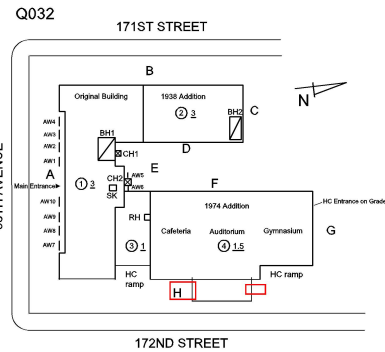 Q032
171ST STREET
B
Original Building
1938 Addition
N
② 3
BH2
C
AW4
AW3
AW2
AW1
BH1
CH1
D
E
A
Main Entrance
① 3
CH2
SK
AW5
AW6
F
AW10
AW9
AW8
AW7
RH
1974 Addition
HC Entrance on Grade
Cafeteria
Auditorium
Gymnasium
G
③ 1
④ 1.5
HC
ramp
HC ramp
H
172ND STREET